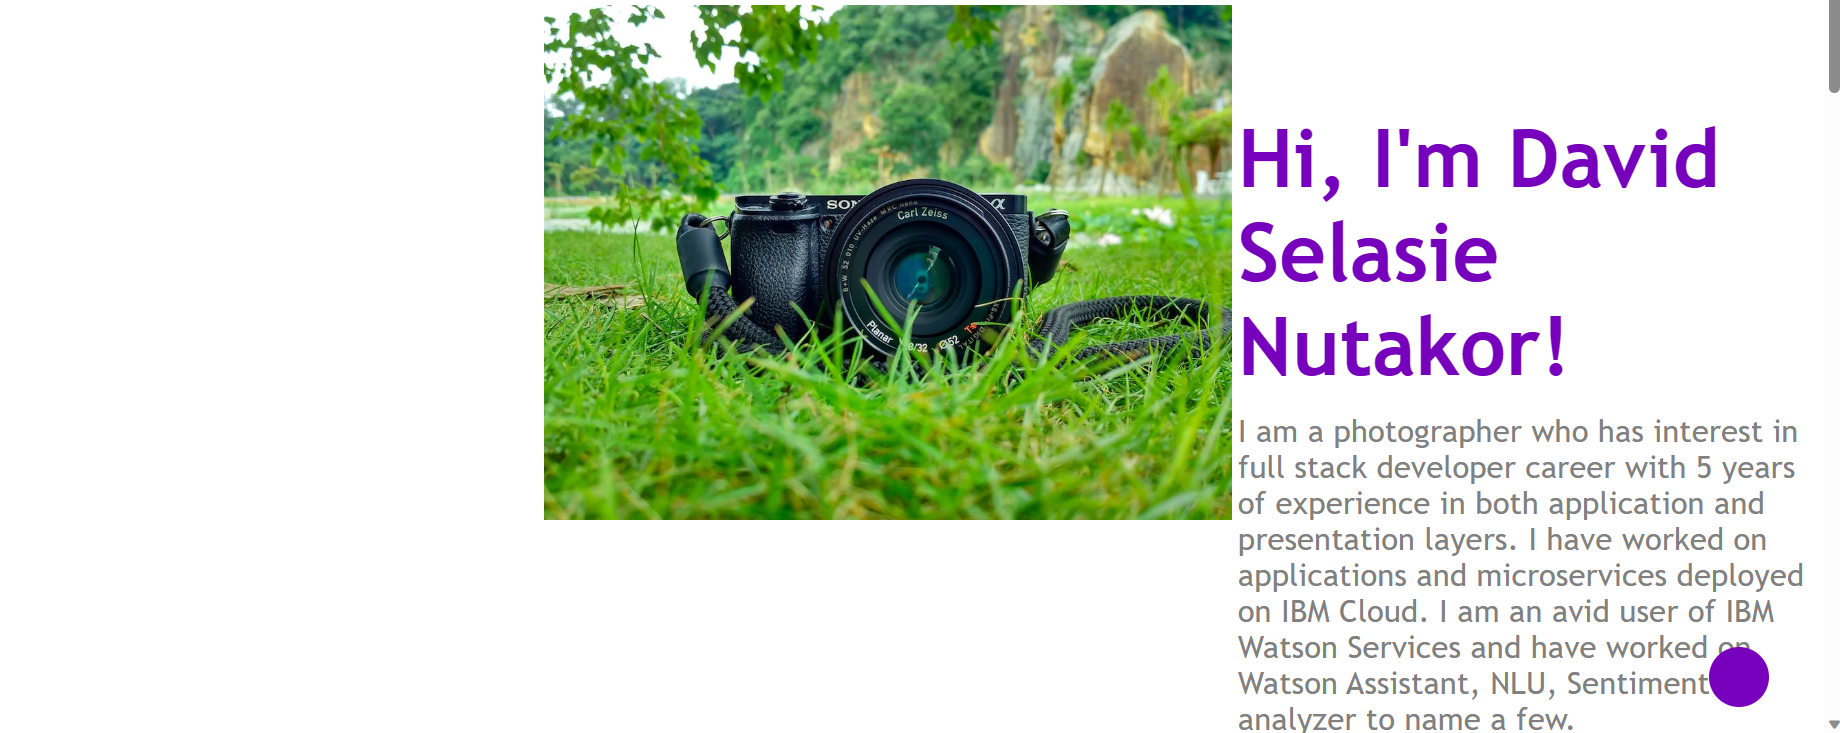 SON
α
Carl Zeiss
Planar
Hi, I'm David
Selasie
Nutakor!
I am a photographer who has interest in
full stack developer career with 5 years
of experience in both application and
presentation layers. I have worked on
applications and microservices deployed
on IBM Cloud. I am an avid user of IBM
Watson Services and have worked on
Watson Assistant, NLU, Sentiment
analyzer to name a few.